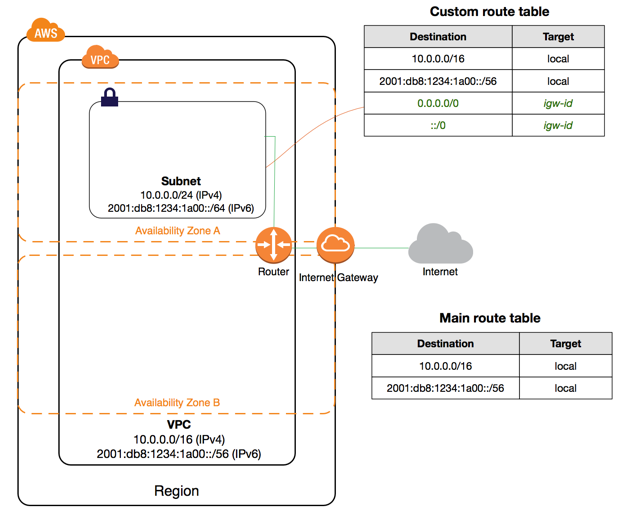 AWS
VPC
Subnet
10.0.0.0/24 (IPv4)
2001:db8:1234:1a00::/64 (IPv6)
Availability Zone A
Router
Internet Gateway
Internet
Availability Zone B
VPC
10.0.0.0/16 (IPv4)
2001:db8:1234:1a00::/56 (IPv6)
Region
Custom route table
Destination Target
10.0.0.0/16 local
2001:db8:1234:1a00::/56 local
0.0.0.0/0 igw-id
::/0 igw-id
Main route table
Destination Target
10.0.0.0/16 local
2001:db8:1234:1a00::/56 local